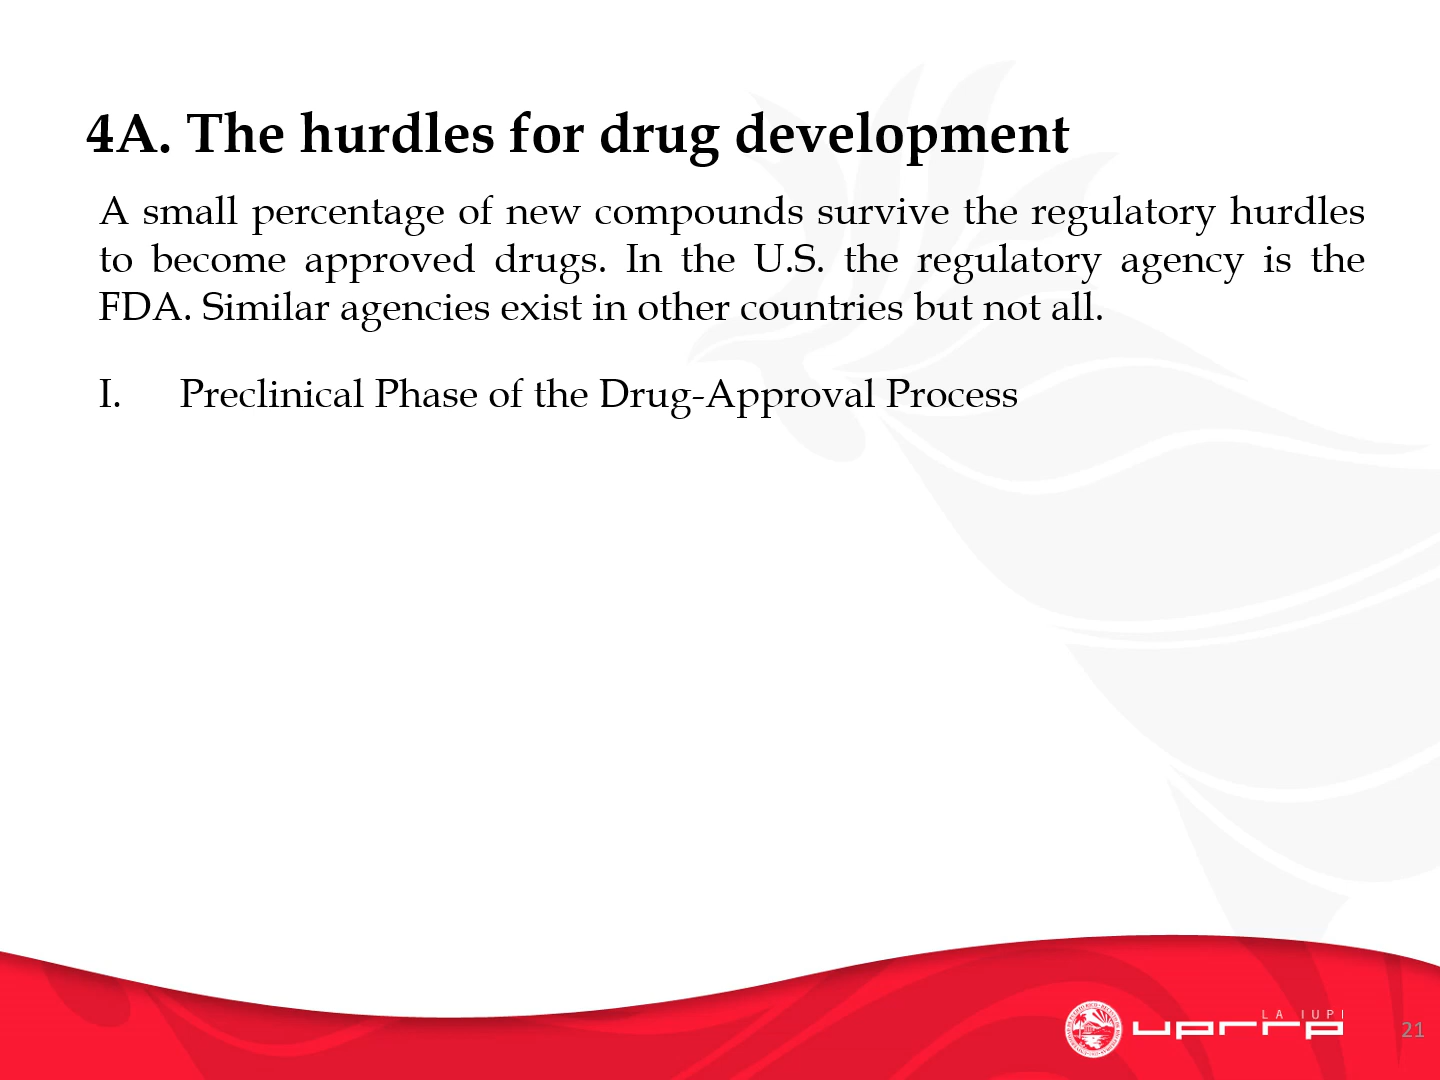 4A. The hurdles for drug development
A small percentage of new compounds survive the regulatory hurdles
to become approved drugs. In the U.S. the regulatory agency is the
FDA. Similar agencies exist in other countries but not all.
I. Preclinical Phase of the Drug-Approval Process
LA IUPI
uprrp
21